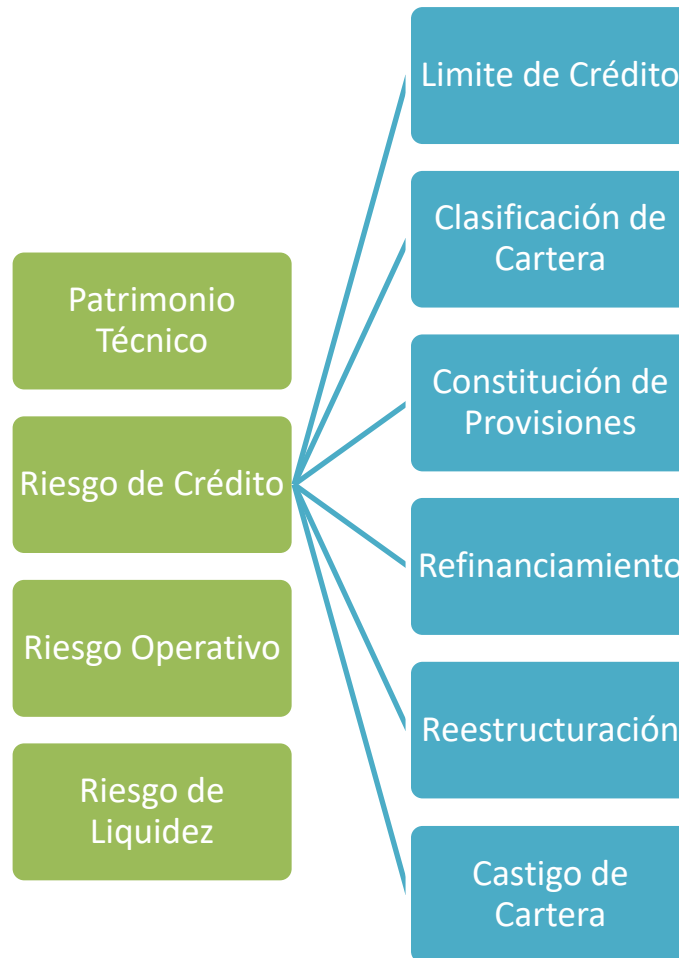 Patrimonio
Técnico
Riesgo de Crédito
Riesgo Operativo
Riesgo de
Liquidez
Limite de Crédito
Clasificación de
Cartera
Constitución de
Provisiones
Refinanciamiento
Reestructuración
Castigo de
Cartera